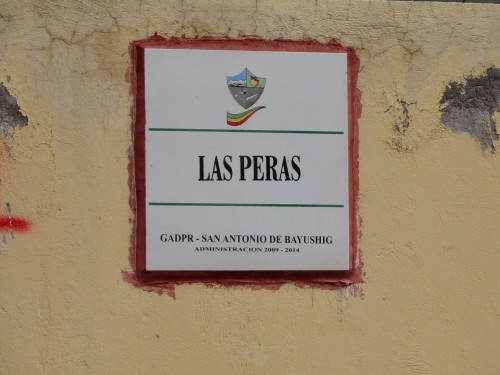 LAS PERAS
GADPR - SAN ANTONIO DE BAYUSHIG
ADMINISTRACION 2009 - 2014